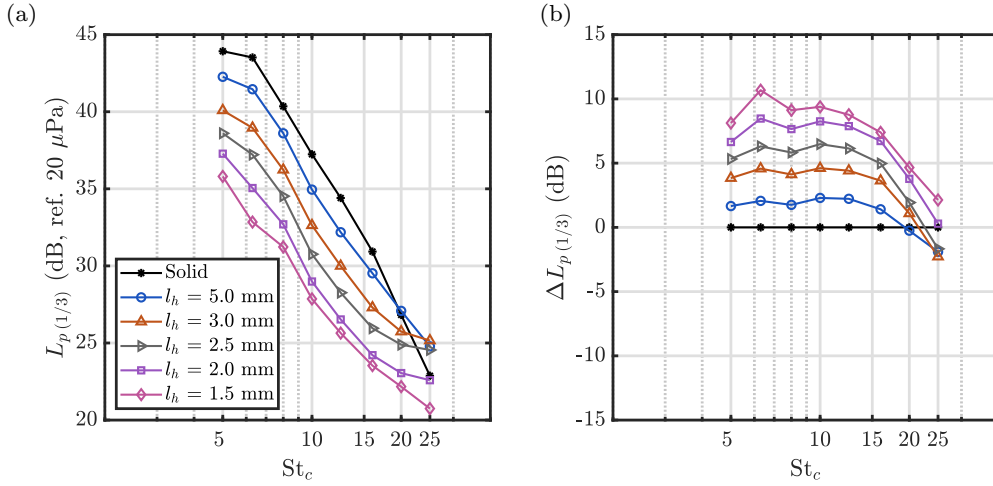 (a)
45
40
35
30
25
20
L_{p (1/3)} (dB, ref. 20 μPa)
Solid
l_h = 5.0 mm
l_h = 3.0 mm
l_h = 2.5 mm
l_h = 2.0 mm
l_h = 1.5 mm
5 10 15 20 25
St_c
(b)
15
10
5
0
-5
-10
-15
ΔL_{p (1/3)} (dB)
5 10 15 20 25
St_c